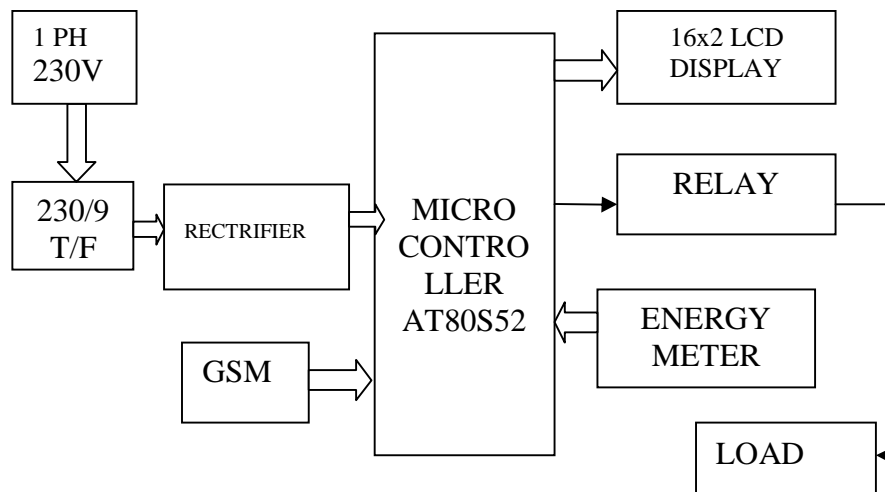 1 PH
230V
230/9
T/F
RECTRIFIER
GSM
MICRO
CONTRO
LLER
AT80S52
16x2 LCD
DISPLAY
RELAY
ENERGY
METER
LOAD